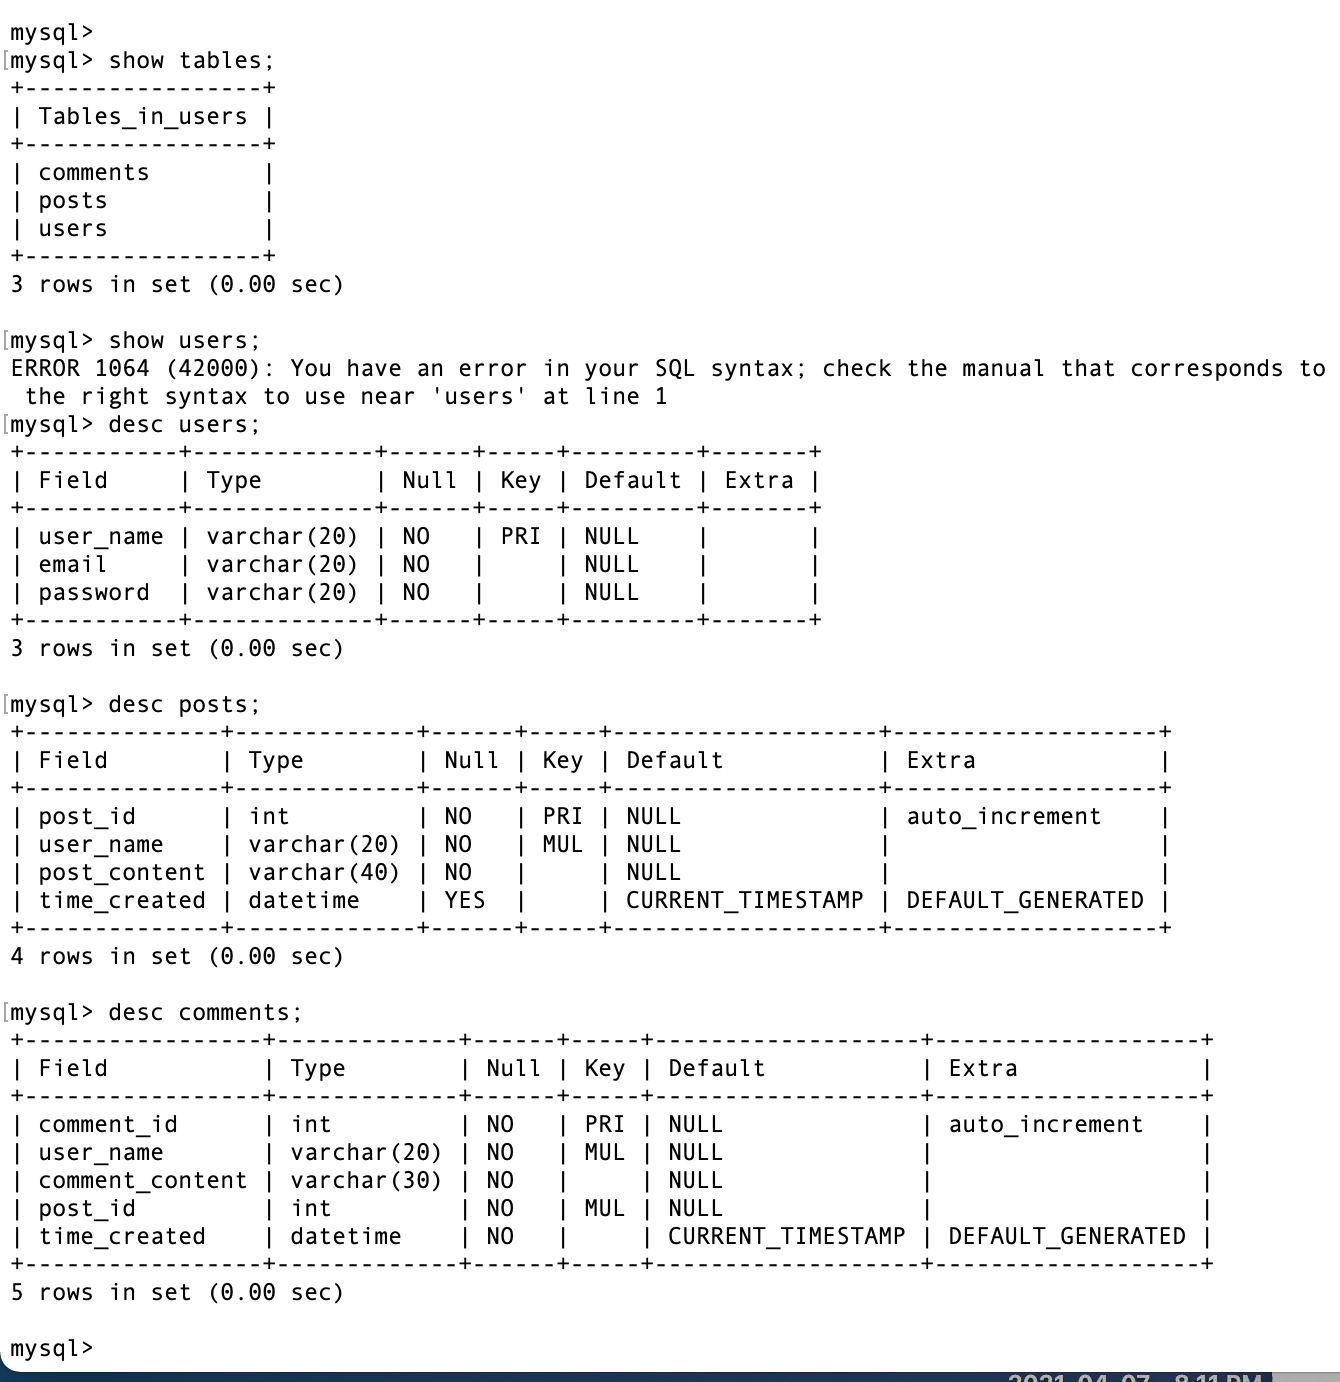 mysql>
[mysql> show tables;
+-----------------+
| Tables_in_users |
+-----------------+
| comments        |
| posts           |
| users           |
+-----------------+
3 rows in set (0.00 sec)
[mysql> show users;
ERROR 1064 (42000): You have an error in your SQL syntax; check the manual that corresponds to
 the right syntax to use near 'users' at line 1
[mysql> desc users;
+-----------+-------------+------+-----+---------+-------+
| Field     | Type        | Null | Key | Default | Extra |
+-----------+-------------+------+-----+---------+-------+
| user_name | varchar(20) | NO   | PRI | NULL    |       |
| email     | varchar(20) | NO   |     | NULL    |       |
| password  | varchar(20) | NO   |     | NULL    |       |
+-----------+-------------+------+-----+---------+-------+
3 rows in set (0.00 sec)
[mysql> desc posts;
+--------------+-------------+------+-----+-------------------+-------------------+
| Field        | Type        | Null | Key | Default           | Extra             |
+--------------+-------------+------+-----+-------------------+-------------------+
| post_id      | int         | NO   | PRI | NULL              | auto_increment    |
| user_name    | varchar(20) | NO   | MUL | NULL              |                   |
| post_content | varchar(40) | NO   |     | NULL              |                   |
| time_created | datetime    | YES  |     | CURRENT_TIMESTAMP | DEFAULT_GENERATED |
+--------------+-------------+------+-----+-------------------+-------------------+
4 rows in set (0.00 sec)
[mysql> desc comments;
+-----------------+-------------+------+-----+-------------------+-------------------+
| Field           | Type        | Null | Key | Default           | Extra             |
+-----------------+-------------+------+-----+-------------------+-------------------+
| comment_id      | int         | NO   | PRI | NULL              | auto_increment    |
| user_name       | varchar(20) | NO   | MUL | NULL              |                   |
| comment_content | varchar(30) | NO   |     | NULL              |                   |
| post_id         | int         | NO   | MUL | NULL              |                   |
| time_created    | datetime    | NO   |     | CURRENT_TIMESTAMP | DEFAULT_GENERATED |
+-----------------+-------------+------+-----+-------------------+-------------------+
5 rows in set (0.00 sec)
mysql>